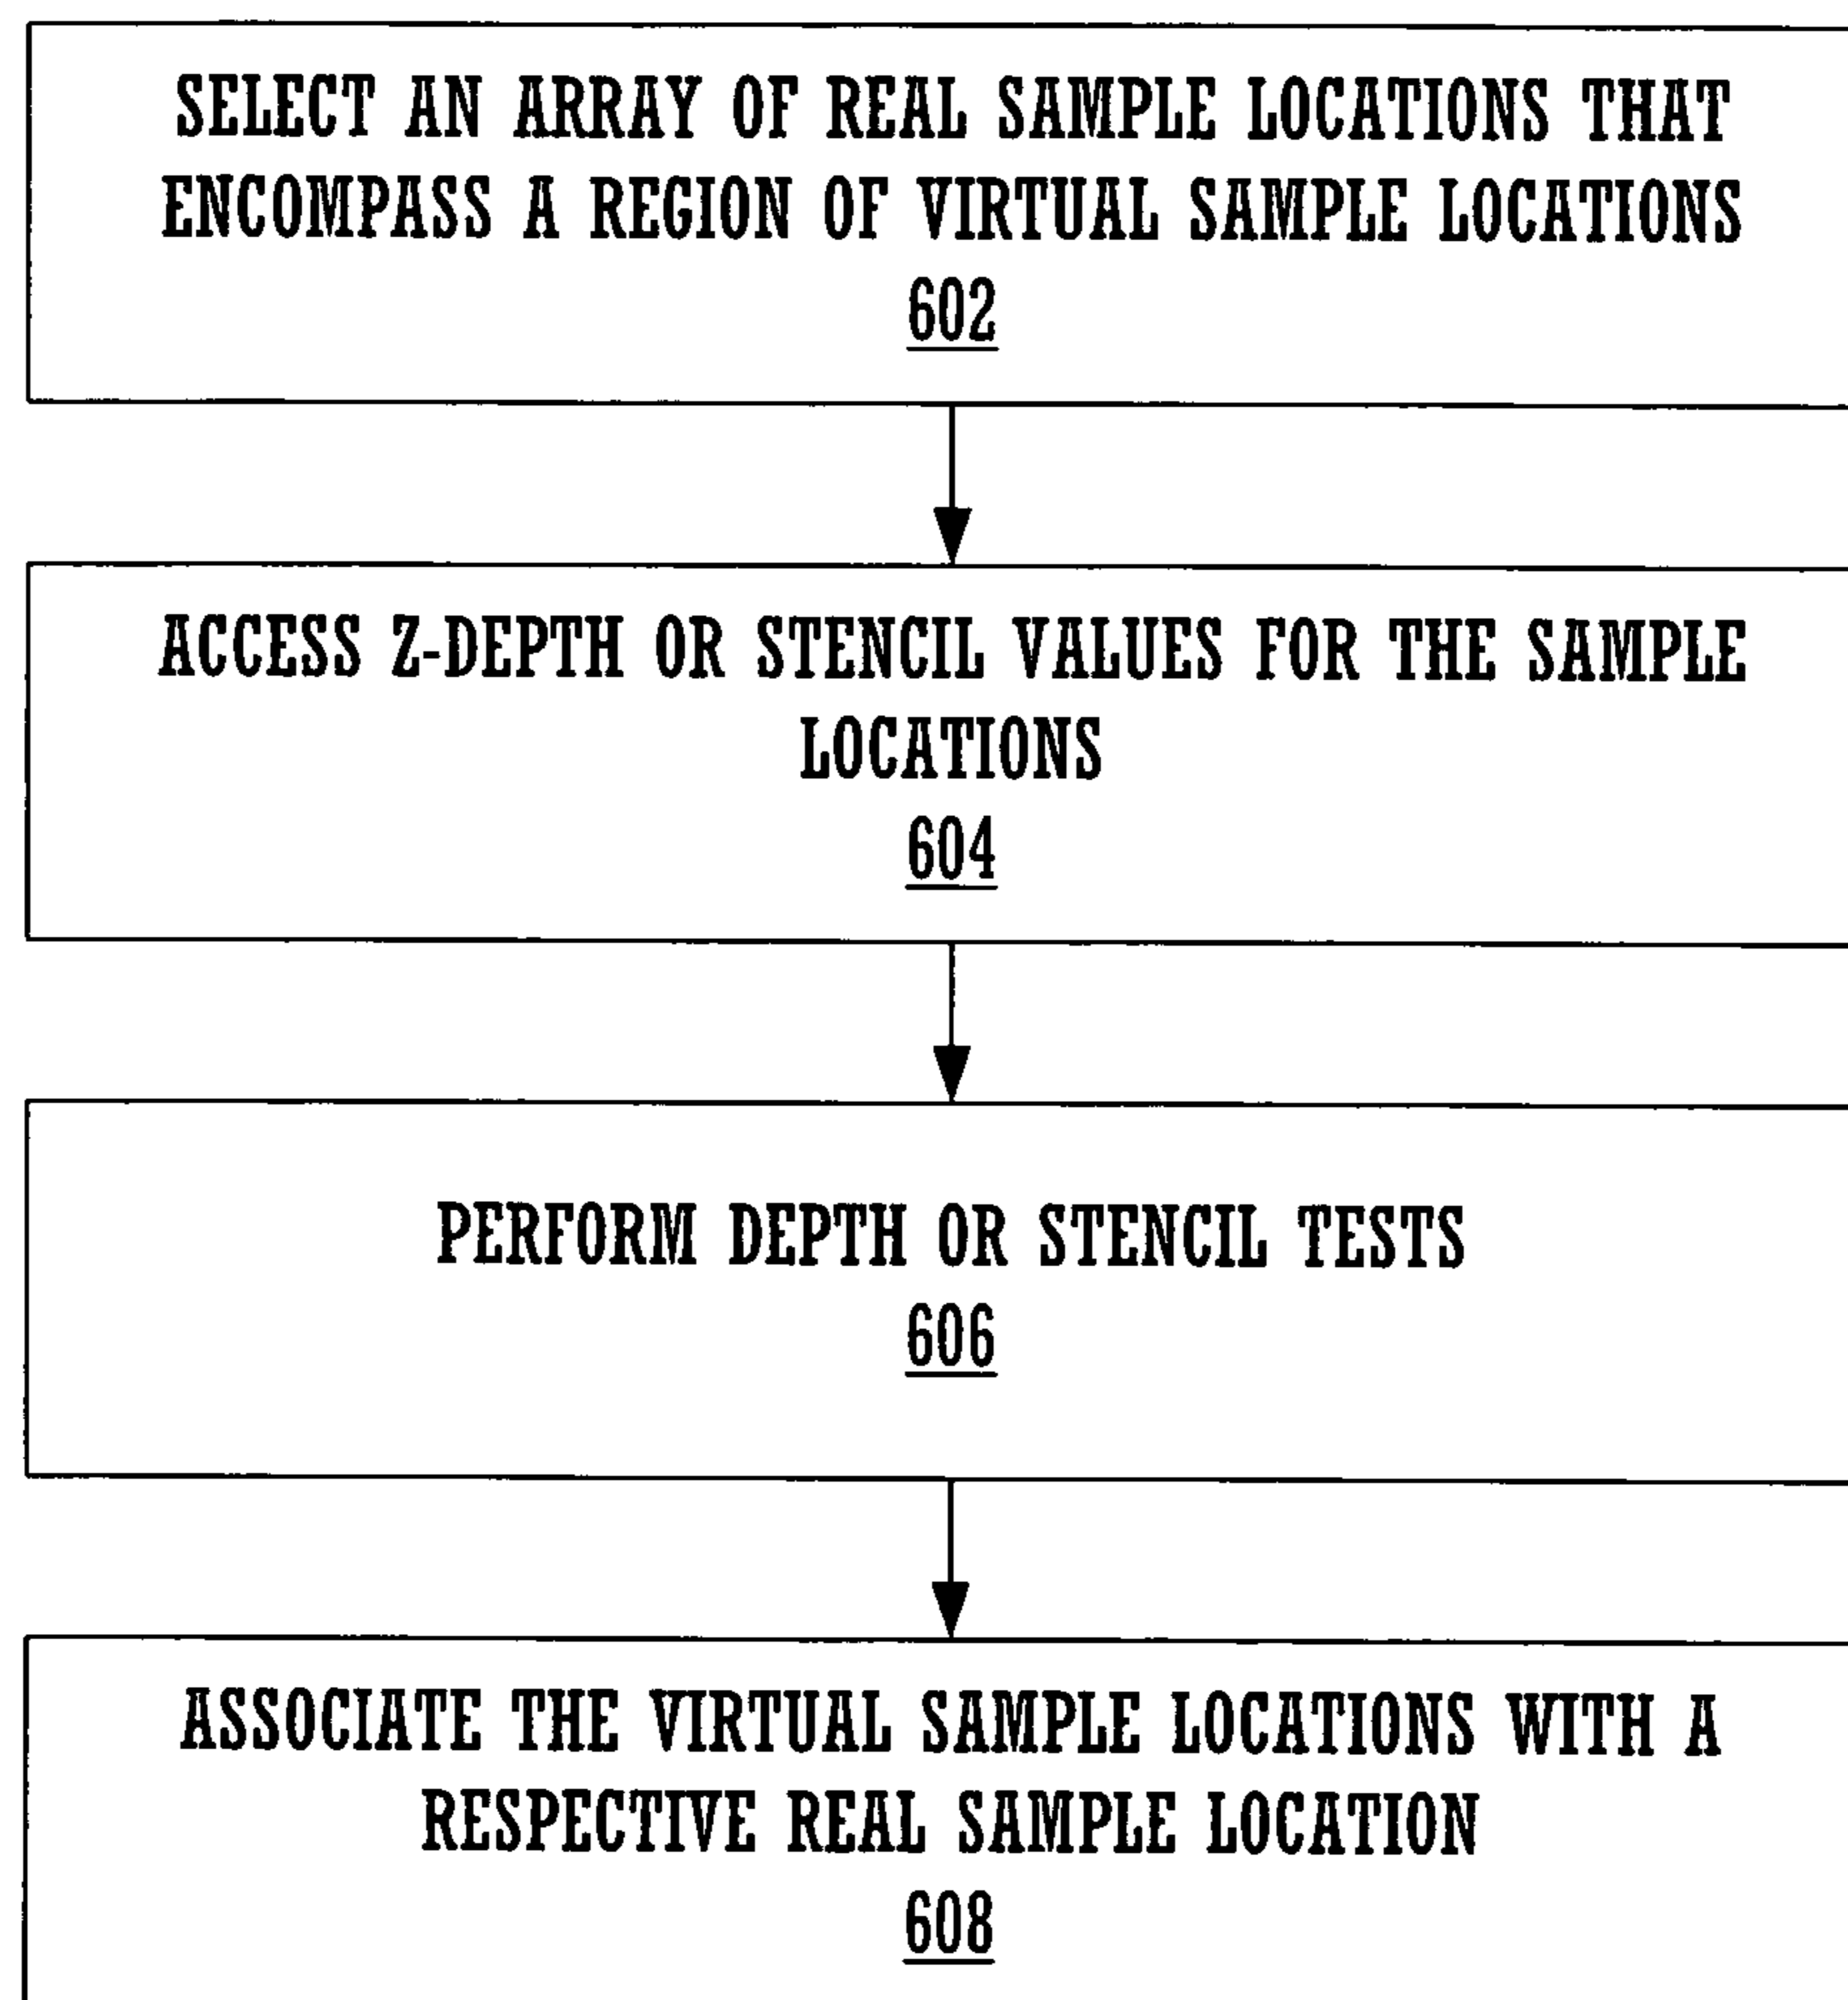 SELECT AN ARRAY OF REAL SAMPLE LOCATIONS THAT
ENCOMPASS A REGION OF VIRTUAL SAMPLE LOCATIONS
602
ACCESS Z-DEPTH OR STENCIL VALUES FOR THE SAMPLE
LOCATIONS
604
PERFORM DEPTH OR STENCIL TESTS
606
ASSOCIATE THE VIRTUAL SAMPLE LOCATIONS WITH A
RESPECTIVE REAL SAMPLE LOCATION
608